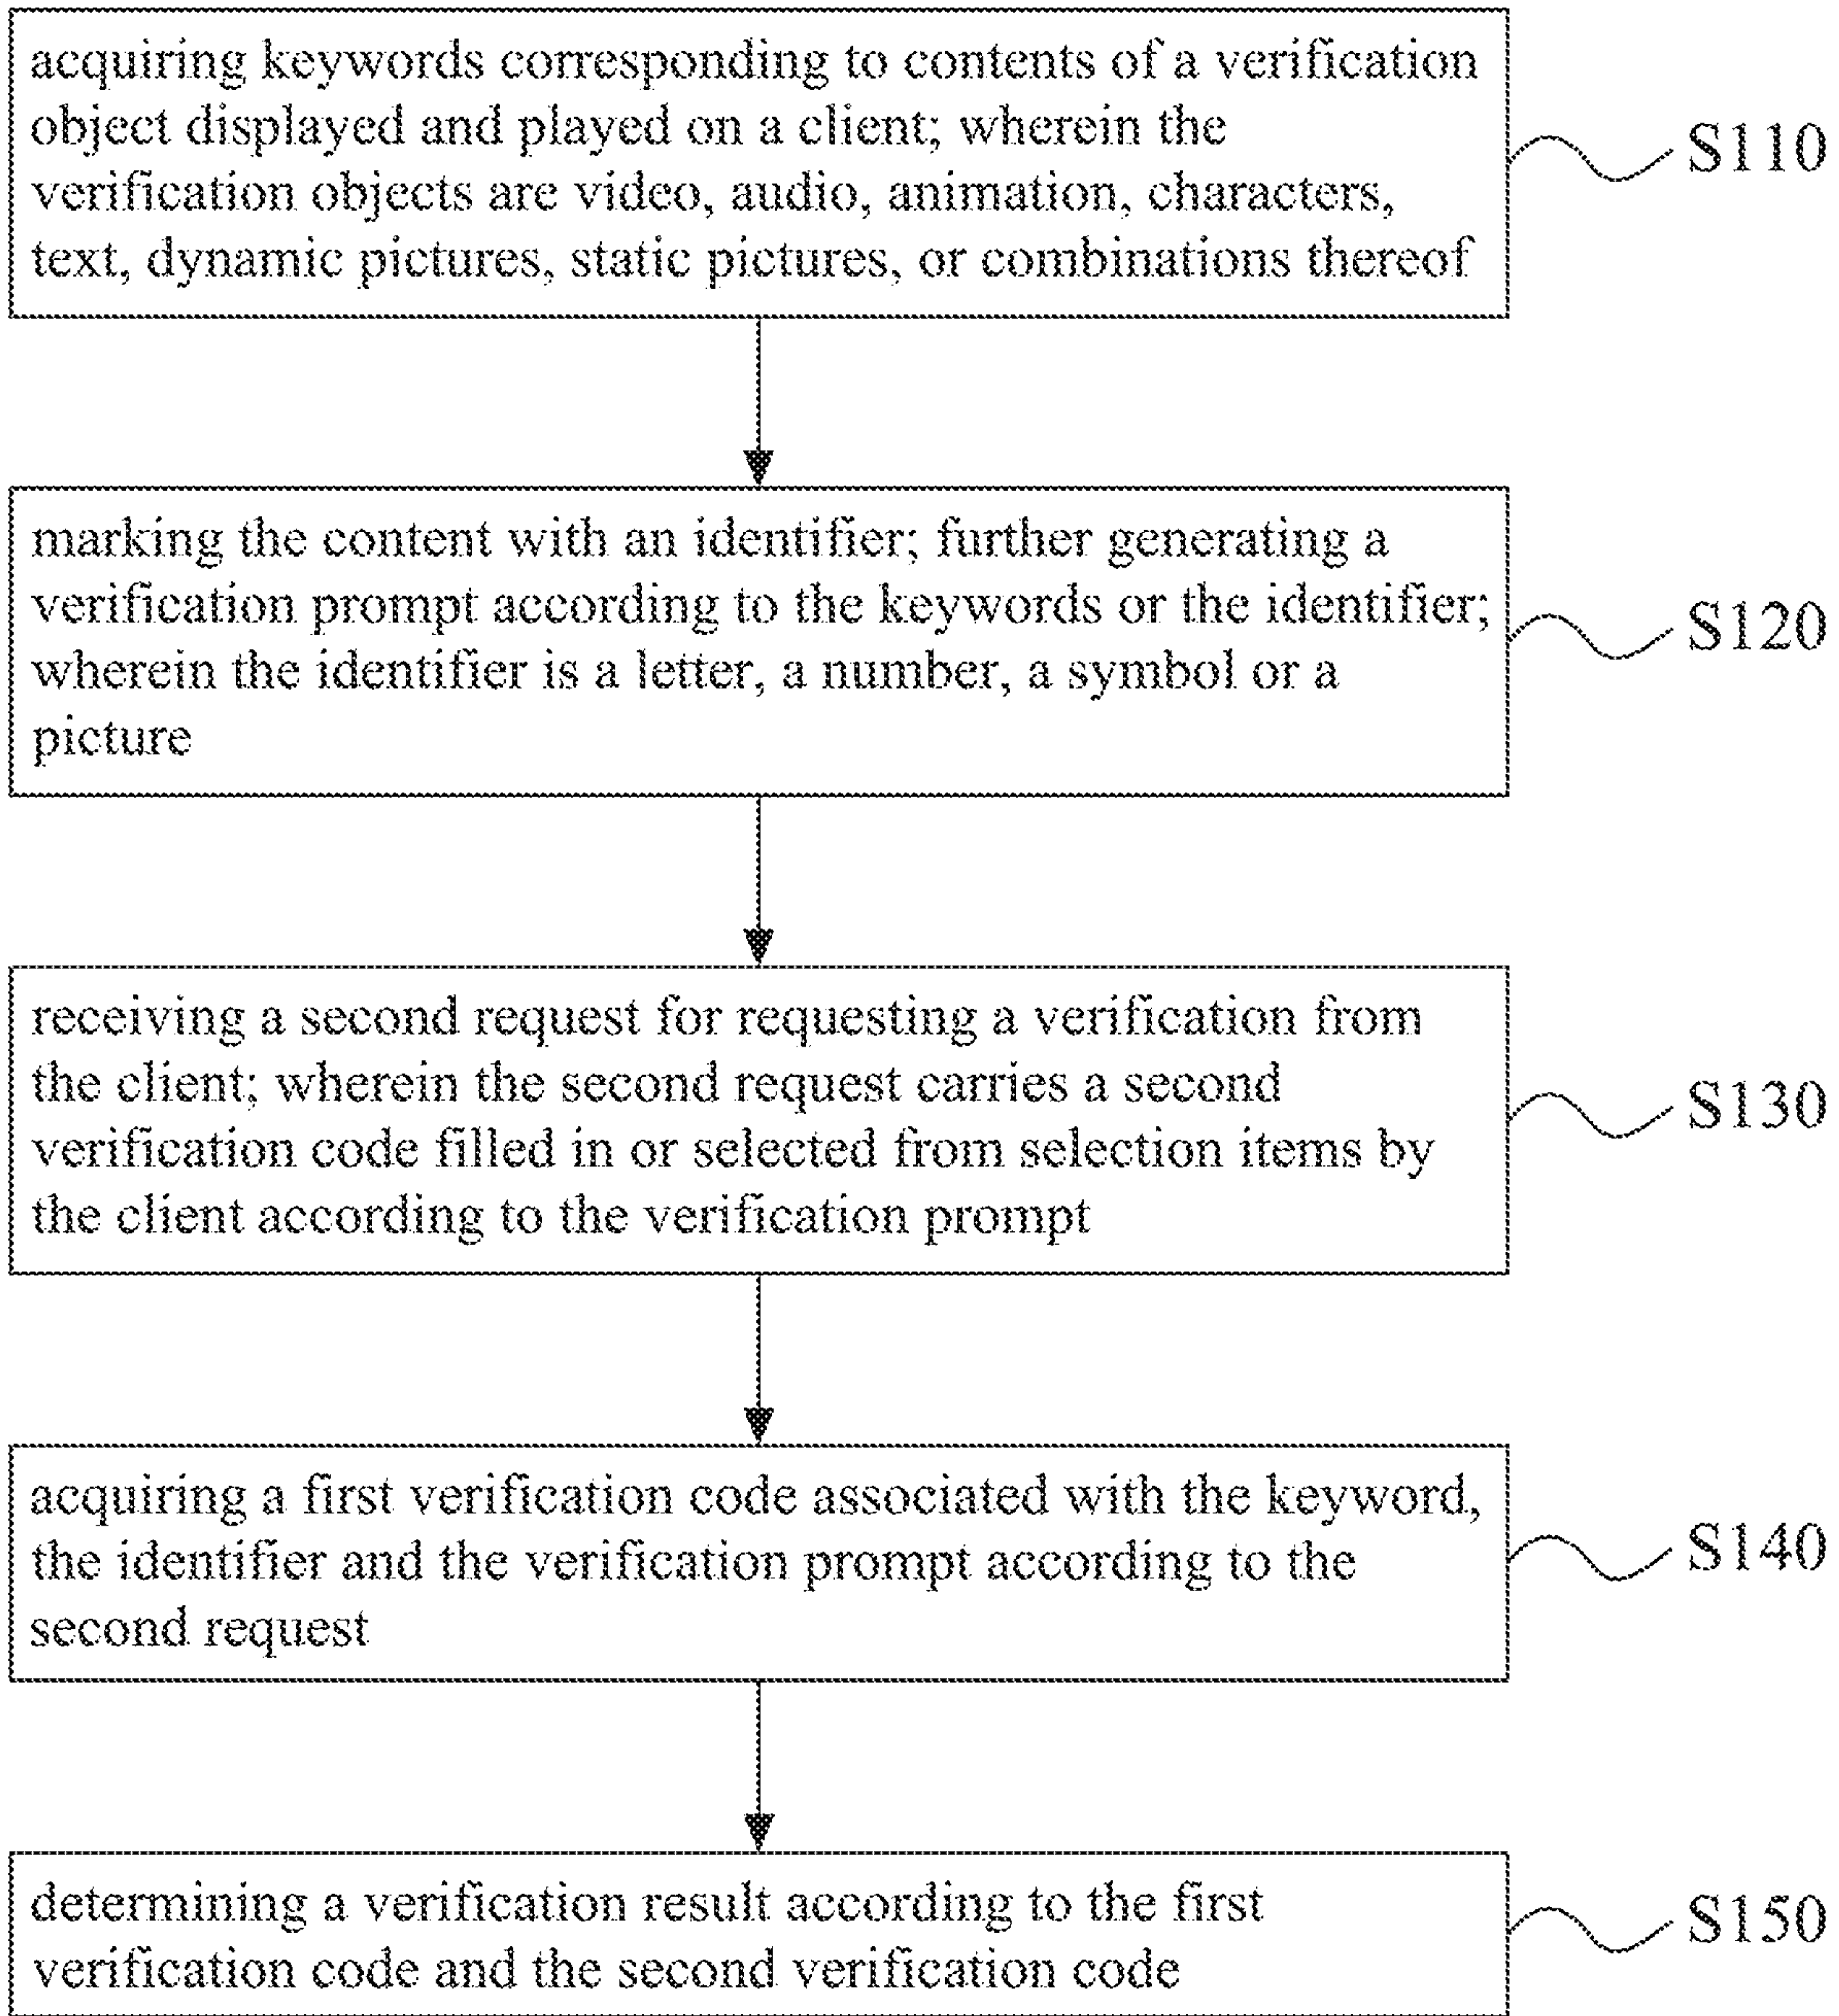 acquiring keywords corresponding to contents of a verification
object displayed and played on a client; wherein the
verification objects are video, audio, animation, characters,
text, dynamic pictures, static pictures, or combinations thereof
S110
marking the content with an identifier; further generating a
verification prompt according to the keywords or the identifier;
wherein the identifier is a letter, a number, a symbol or a
picture
S120
receiving a second request for requesting a verification from
the client; wherein the second request carries a second
verification code filled in or selected from selection items by
the client according to the verification prompt
S130
acquiring a first verification code associated with the keyword,
the identifier and the verification prompt according to the
second request
S140
determining a verification result according to the first
verification code and the second verification code
S150